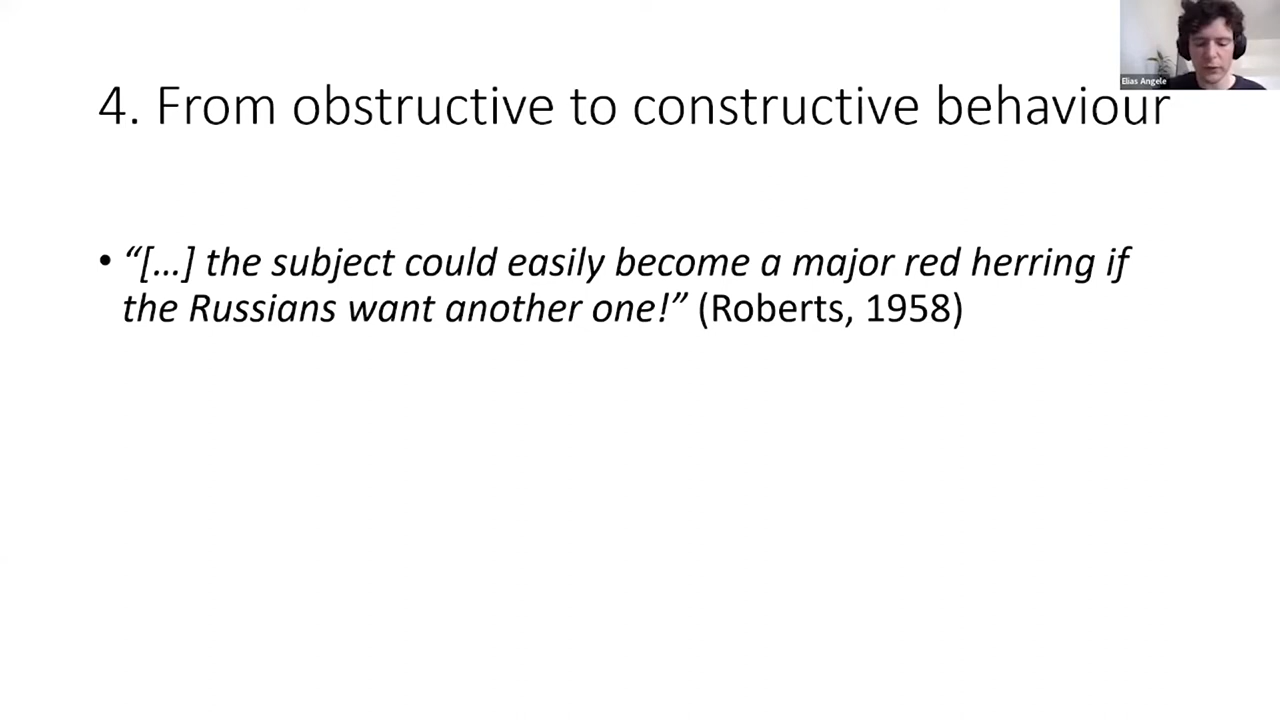 Elias Angele
4. From obstructive to constructive behaviour
• “[…] the subject could easily become a major red herring if
the Russians want another one!” (Roberts, 1958)